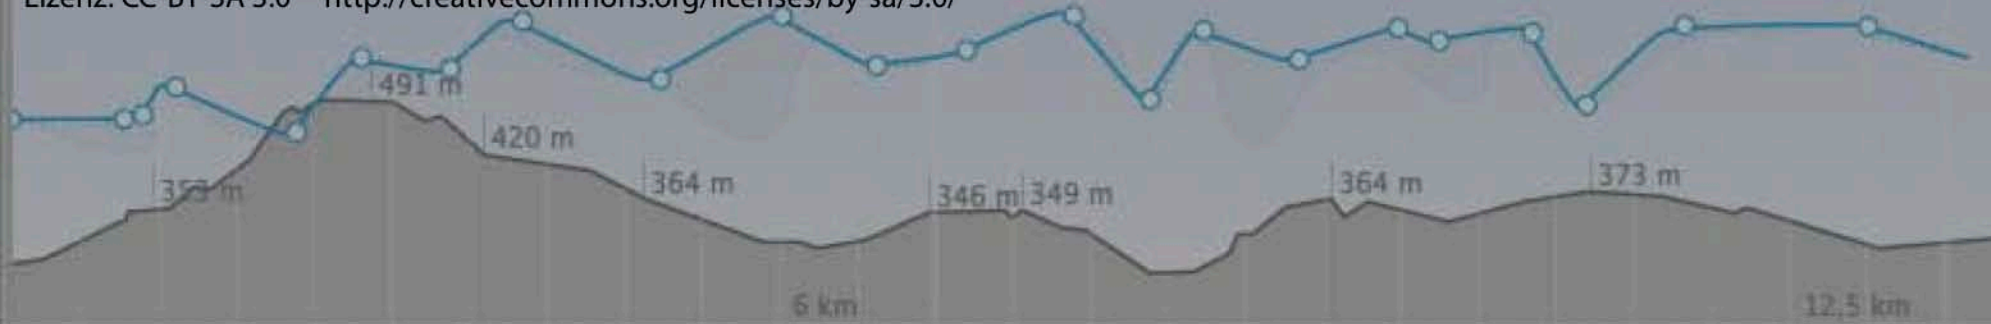 Lizenz: CC-BY-SA 3.0 http://creativecommons.org/licenses/by-sa/3.0/
491 m
420 m
353 m
364 m
346 m
349 m
364 m
373 m
6 km
12,5 km